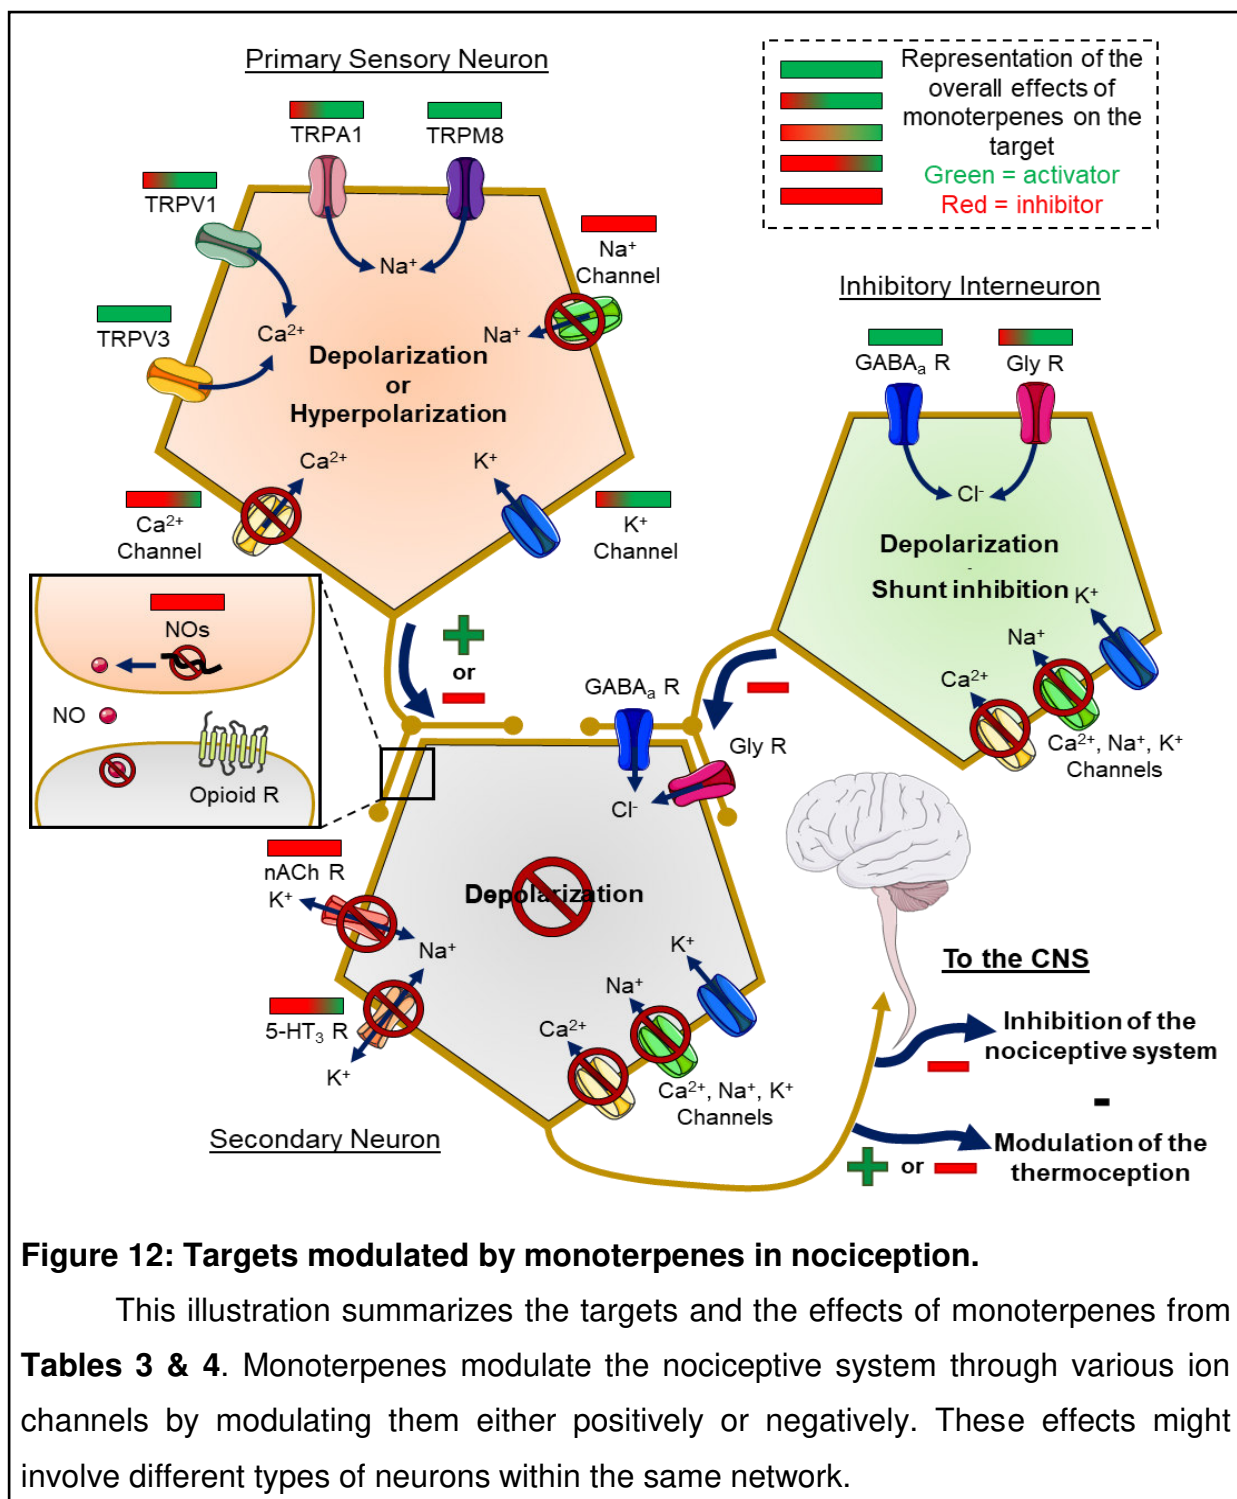 Primary Sensory Neuron
TRPA1
TRPM8
TRPV1
TRPV3
Na⁺
Na⁺
Channel
Na⁺
Ca²⁺
Depolarization
or
Hyperpolarization
Ca²⁺
K⁺
Ca²⁺
Channel
K⁺
Channel
Representation of the
overall effects of
monoterpenes on the
target
Green = activator
Red = inhibitor
Inhibitory Interneuron
GABAₐ R
Gly R
Cl⁻
Depolarization
-
Shunt inhibition
K⁺
Na⁺
Ca²⁺
Ca²⁺, Na⁺, K⁺
Channels
NOs
NO
Opioid R
or
GABAₐ R
Gly R
Cl⁻
nACh R
K⁺
Na⁺
Depolarization
5-HT₃ R
K⁺
K⁺
Na⁺
Ca²⁺
Ca²⁺, Na⁺, K⁺
Channels
Secondary Neuron
To the CNS
Inhibition of the
nociceptive system
-
Modulation of the
thermoception
or
Figure 12: Targets modulated by monoterpenes in nociception.
This illustration summarizes the targets and the effects of monoterpenes from
Tables 3 & 4. Monoterpenes modulate the nociceptive system through various ion
channels by modulating them either positively or negatively. These effects might
involve different types of neurons within the same network.